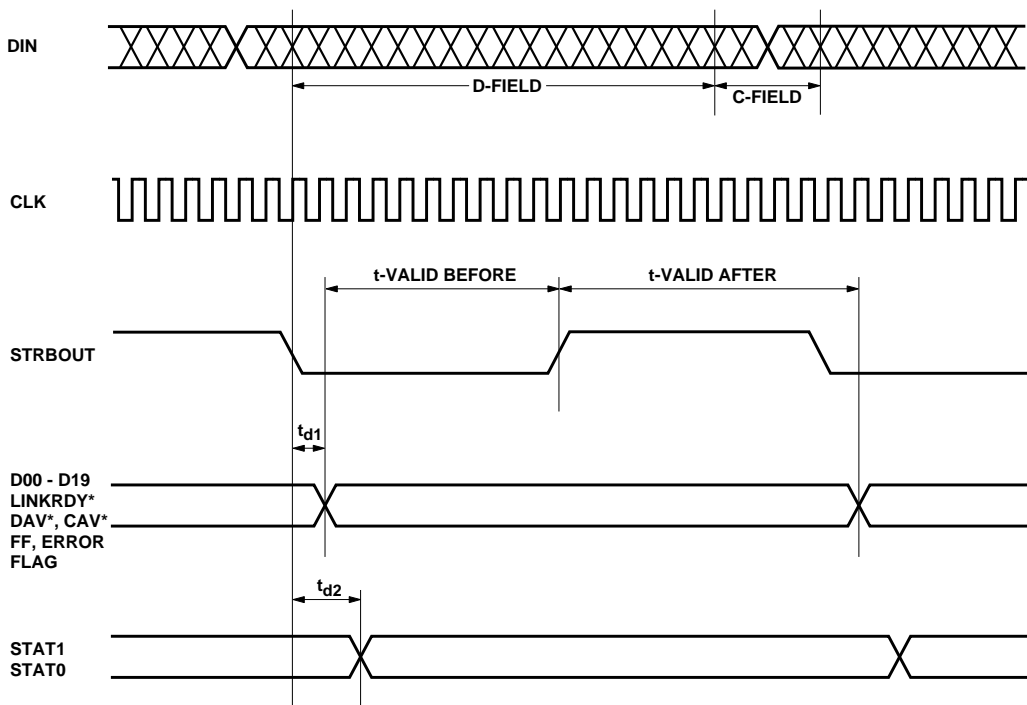 DIN
D-FIELD
C-FIELD
CLK
t-VALID BEFORE
t-VALID AFTER
STRBOUT
td1
D00 - D19
LINKRDY*
DAV*, CAV*
FF, ERROR
FLAG
td2
STAT1
STAT0